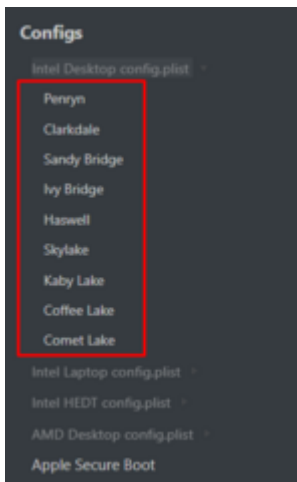 Configs
Intel Desktop config.plist
Penryn
Clarkdale
Sandy Bridge
Ivy Bridge
Haswell
Skylake
Kaby Lake
Coffee Lake
Comet Lake
Intel Laptop config.plist
Intel HEDT config.plist
AMD Desktop config.plist
Apple Secure Boot